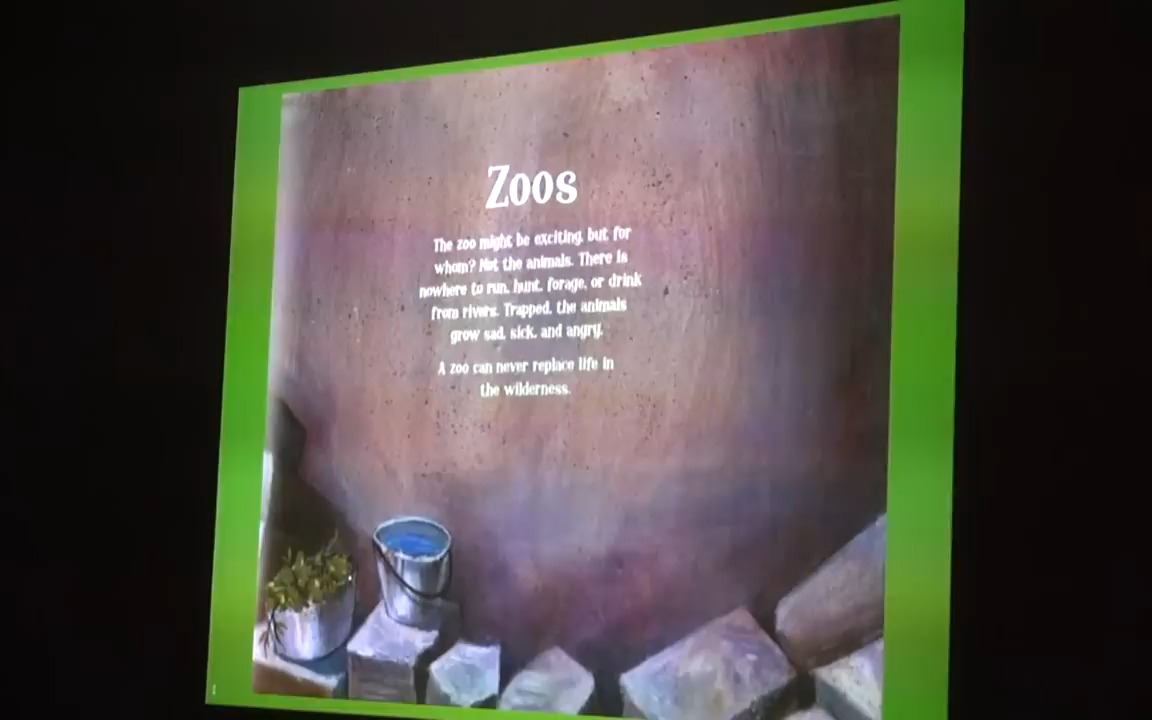 Zoos
The zoo might be exciting, but for
whom? Not the animals. There is
nowhere to run, hunt, forage, or drink
from rivers. Trapped, the animals
grow sad, sick, and angry.
A zoo can never replace life in
the wilderness.